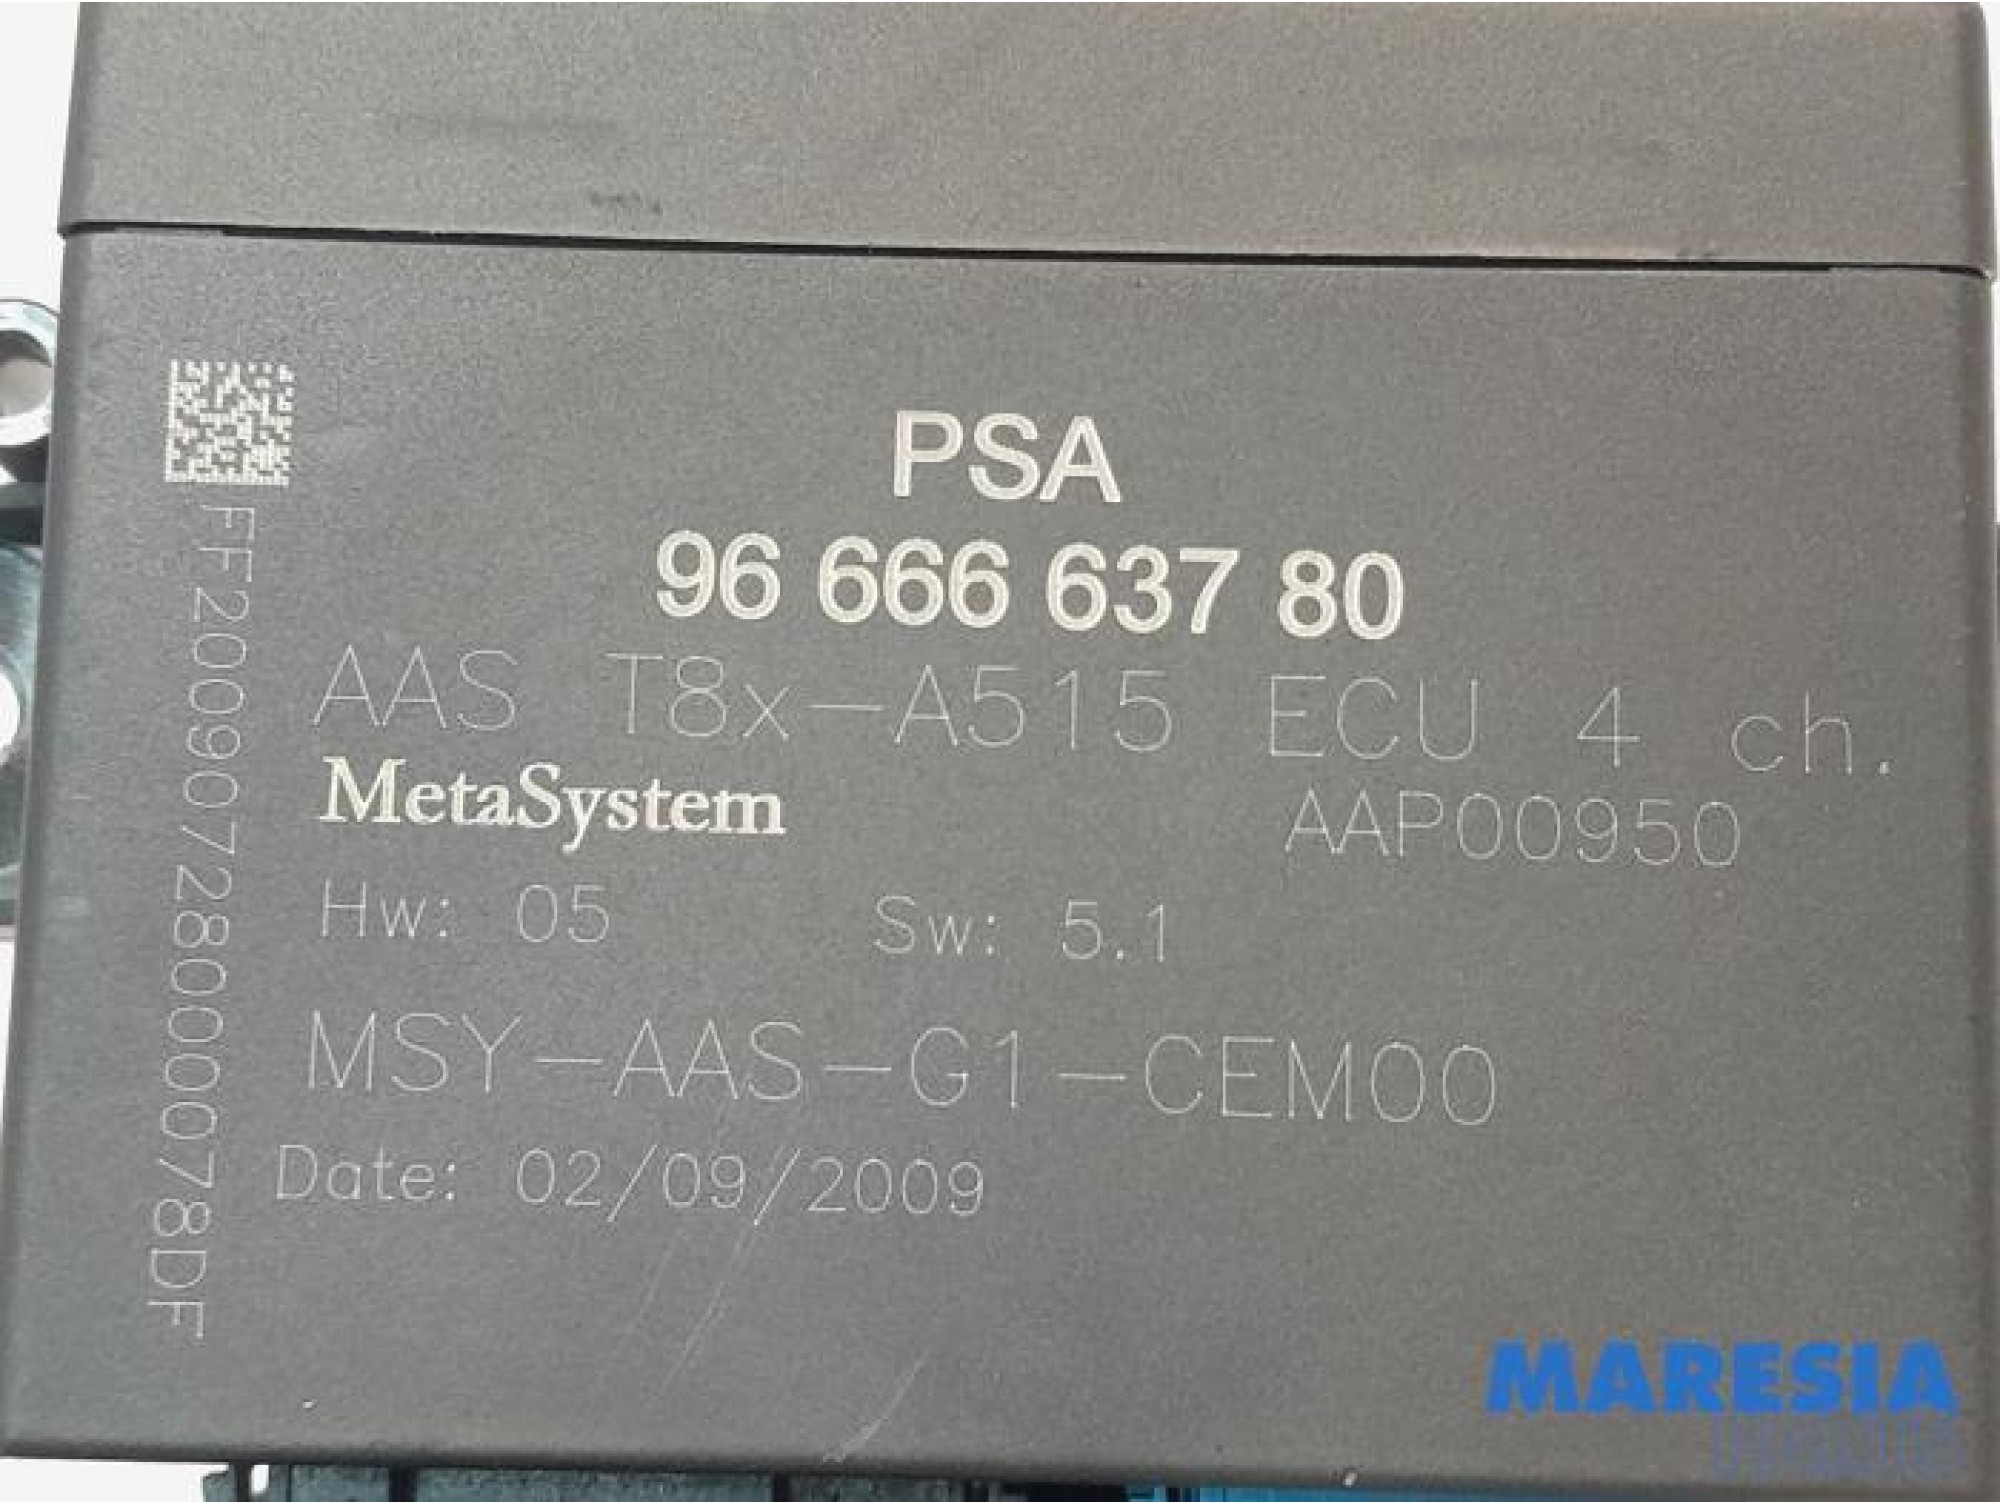 PSA
96 666 637 80
AAS T8x-A515 ECU 4 ch.
MetaSystem
AAP00950
Hw: 05 Sw: 5.1
MSY-AAS-G1-CEM00
Date: 02/09/2009
FF20090728000078DF
MARESIA